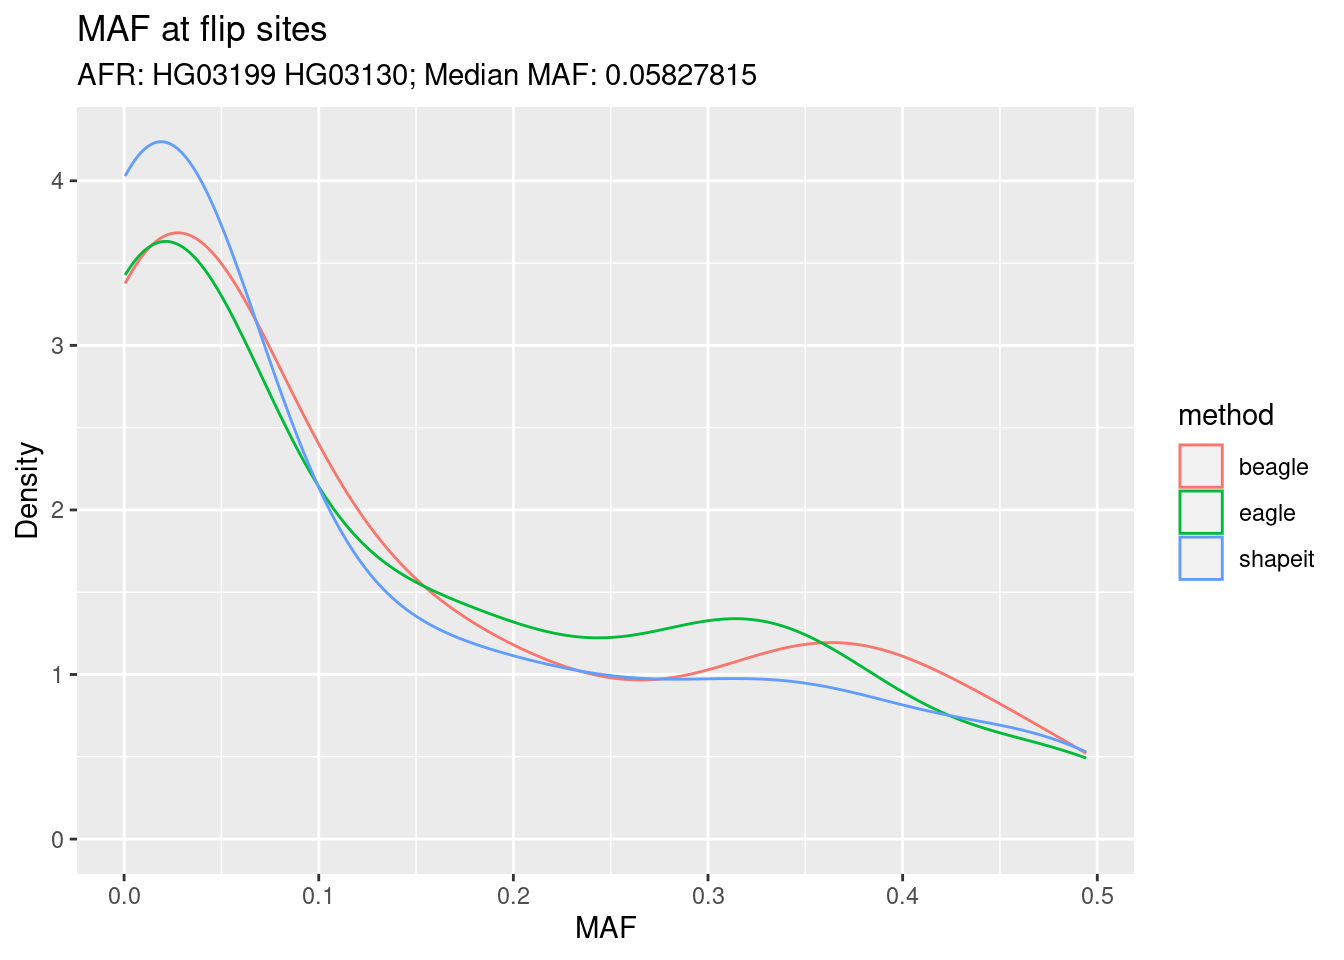 MAF at flip sites
AFR: HG03199 HG03130; Median MAF: 0.05827815
4
3
2
1
0
Density
0.0
0.1
0.2
0.3
0.4
0.5
MAF
method
beagle
eagle
shapeit